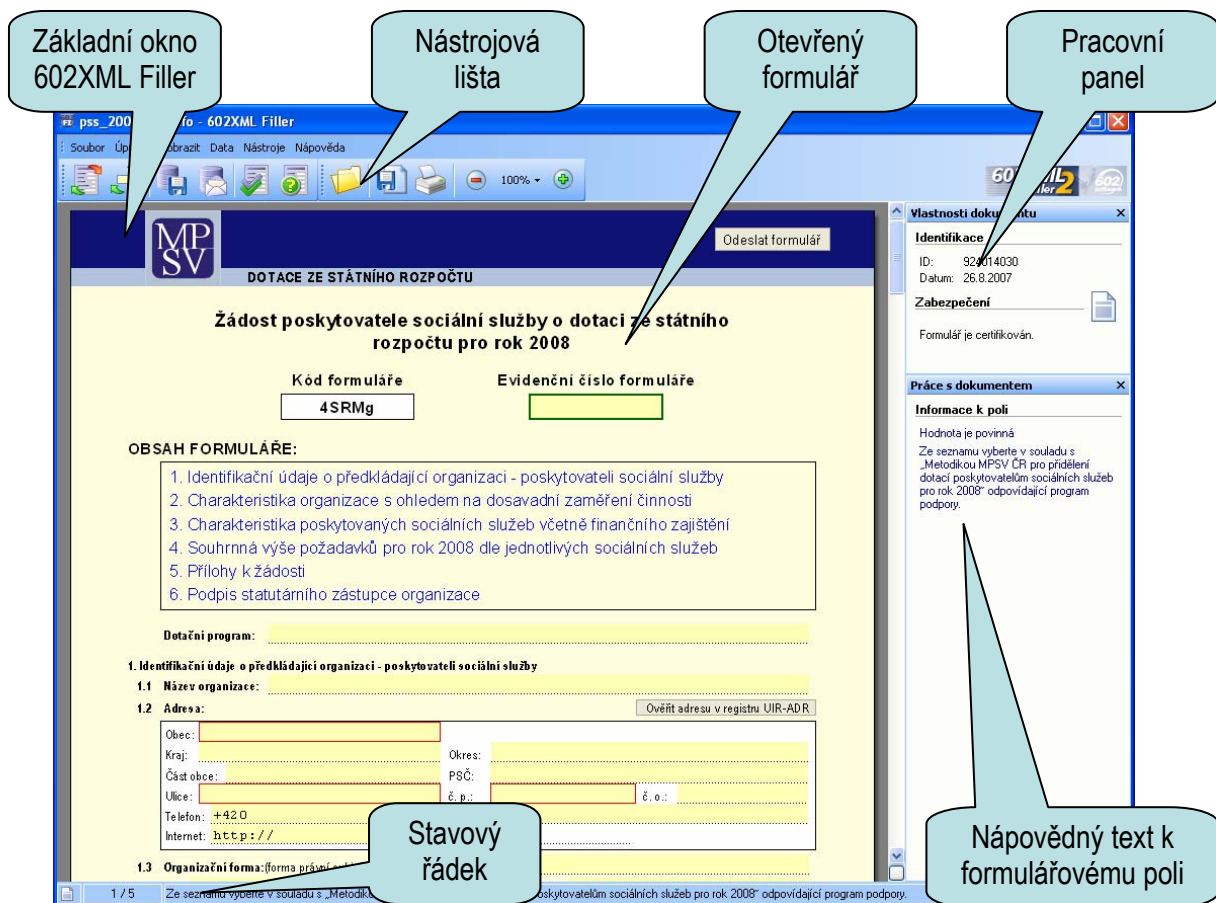 Základní okno
602XML Filler
Nástrojová
lišta
Otevřený
formulář
Pracovní
panel
pss_200 fo - 602XML Filler
Soubor Úp obrazit Data Nástroje Nápověda
100%
602
Vlastnosti dokumentu
Identifikace
ID: 924014030
Datum: 26.8.2007
Zabezpečení
Formulář je certifikován.
Práce s dokumentem
Informace k poli
Hodnota je povinná
Ze seznamu vyberte v souladu s
„Metodikou MPSV ČR pro přidělení
dotací poskytovatelům sociálních služeb
pro rok 2008“ odpovídající program
podpory.
MP
SV
Odeslat formulář
DOTACE ZE STÁTNÍHO ROZPOČTU
Žádost poskytovatele sociální služby o dotaci ze státního
rozpočtu pro rok 2008
Kód formuláře Evidenční číslo formuláře
4SRMg
OBSAH FORMULÁŘE:
1. Identifikační údaje o předkládající organizaci - poskytovateli sociální služby
2. Charakteristika organizace s ohledem na dosavadní zaměření činnosti
3. Charakteristika poskytovaných sociálních služeb včetně finančního zajištění
4. Souhrnná výše požadavků pro rok 2008 dle jednotlivých sociálních služeb
5. Přílohy k žádosti
6. Podpis statutárního zástupce organizace
Dotační program:
1. Identifikační údaje o předkládající organizaci - poskytovateli sociální služby
1.1 Název organizace:
1.2 Adresa: Ověřit adresu v registru UIR-ADR
Obec:
Kraj: Okres:
Část obce: PSČ:
Ulice: č. p.: č. o.:
Telefon: +420
Internet: http://
1.3 Organizační forma: (forma právní
Stavový
řádek
Nápovědný text k
formulářovému poli
1 / 5 Ze seznamu vyberte v souladu s „Metodiko oskytovatelům sociálních služeb pro rok 2008“ odpovídající program podpory.